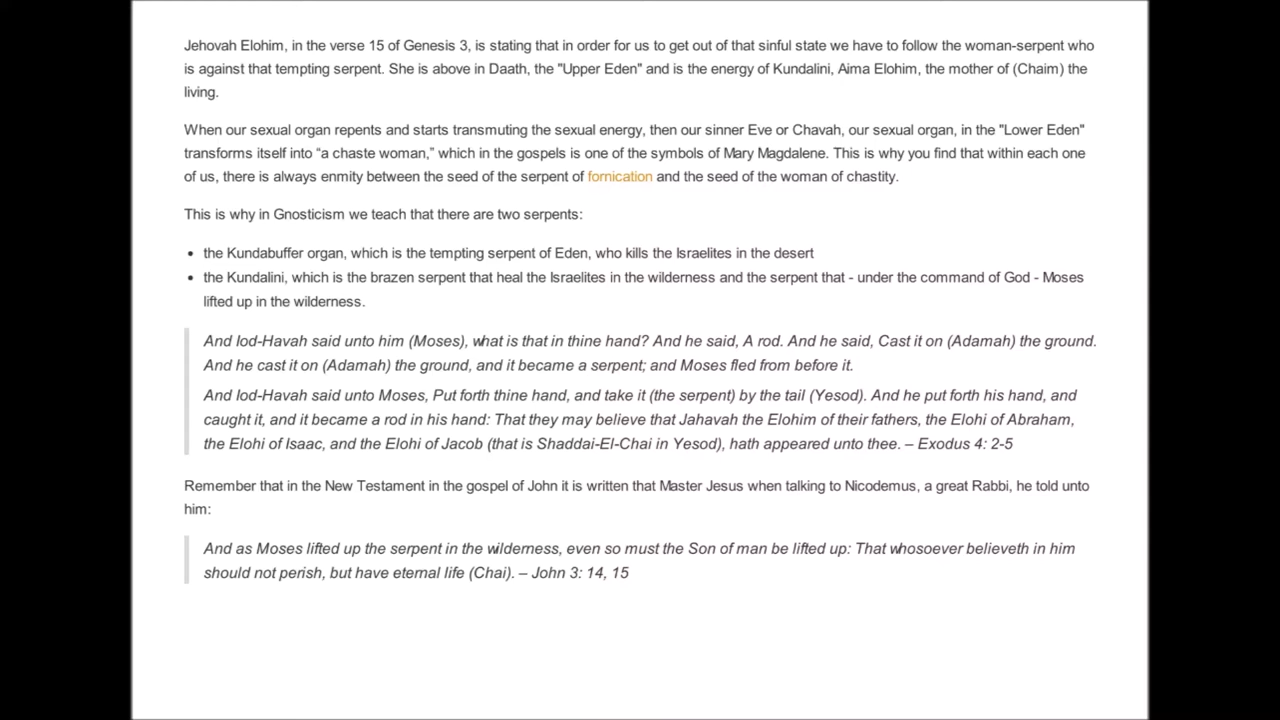 Jehovah Elohim, in the verse 15 of Genesis 3, is stating that in order for us to get out of that sinful state we have to follow the woman-serpent who
is against that tempting serpent. She is above in Daath, the "Upper Eden" and is the energy of Kundalini, Aima Elohim, the mother of (Chaim) the
living.
When our sexual organ repents and starts transmuting the sexual energy, then our sinner Eve or Chavah, our sexual organ, in the "Lower Eden"
transforms itself into “a chaste woman,” which in the gospels is one of the symbols of Mary Magdalene. This is why you find that within each one
of us, there is always enmity between the seed of the serpent of fornication and the seed of the woman of chastity.
This is why in Gnosticism we teach that there are two serpents:
• the Kundabuffer organ, which is the tempting serpent of Eden, who kills the Israelites in the desert
• the Kundalini, which is the brazen serpent that heal the Israelites in the wilderness and the serpent that - under the command of God - Moses
lifted up in the wilderness.
And Iod-Havah said unto him (Moses), what is that in thine hand? And he said, A rod. And he said, Cast it on (Adamah) the ground.
And he cast it on (Adamah) the ground, and it became a serpent; and Moses fled from before it.
And Iod-Havah said unto Moses, Put forth thine hand, and take it (the serpent) by the tail (Yesod). And he put forth his hand, and
caught it, and it became a rod in his hand: That they may believe that Jahavah the Elohim of their fathers, the Elohi of Abraham,
the Elohi of Isaac, and the Elohi of Jacob (that is Shaddai-El-Chai in Yesod), hath appeared unto thee. – Exodus 4: 2-5
Remember that in the New Testament in the gospel of John it is written that Master Jesus when talking to Nicodemus, a great Rabbi, he told unto
him:
And as Moses lifted up the serpent in the wilderness, even so must the Son of man be lifted up: That whosoever believeth in him
should not perish, but have eternal life (Chai). – John 3: 14, 15